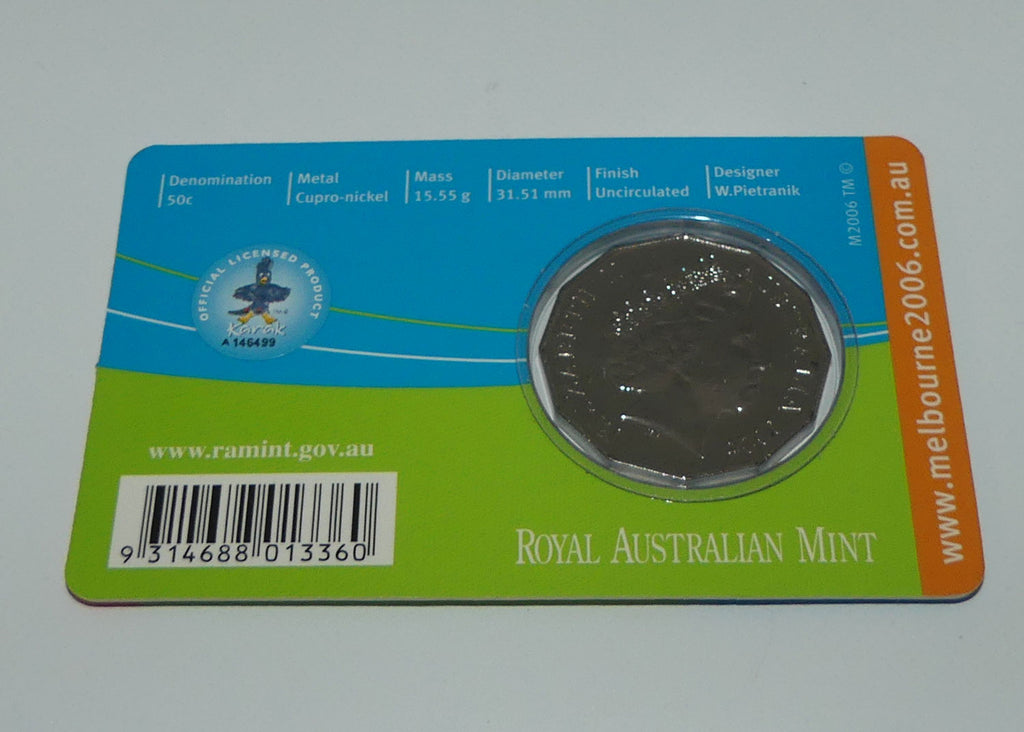 Denomination
50c
Metal
Cupro-nickel
Mass
15.55 g
Diameter
31.51 mm
Finish
Uncirculated
Designer
W.Pietranik
M2006 TM ©
www.melbourne2006.com.au
OFFICIAL LICENSED PRODUCT
Karak
A 146499
www.ramint.gov.au
9 314688 013360
ROYAL AUSTRALIAN MINT